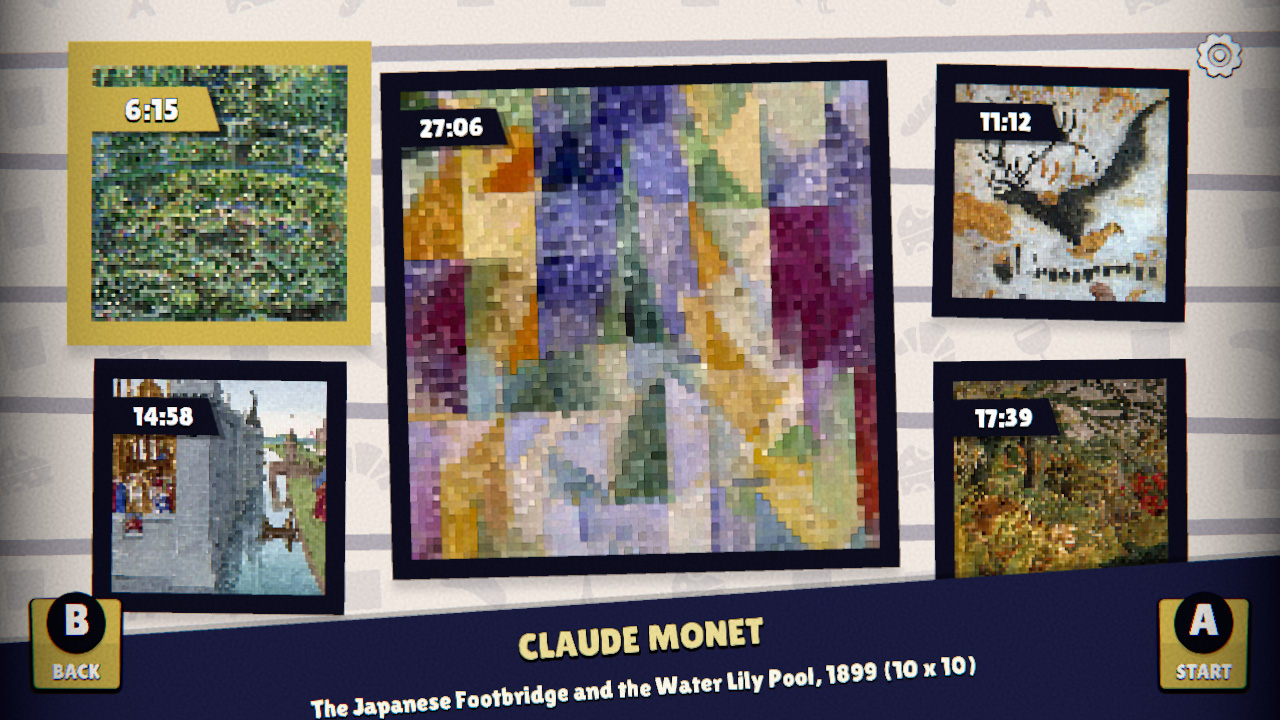 6:15
27:06
11:12
14:58
17:39
B
BACK
A
START
CLAUDE MONET
The Japanese Footbridge and the Water Lily Pool, 1899 (10 x 10)